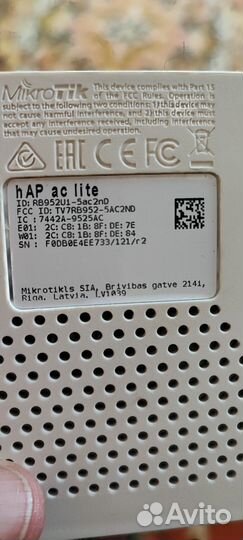 MikroTik This device complies with Part 15
of the FCC Rules. Operation is
subject to the following two conditions: 1) this device may
not cause harmful interference, and 2) this device must
accept any interference received, including interference
that may cause undesired operation.
EAC CE FC
hAP ac lite
ID: RB952Ui-5ac2nD
FCC ID: TV7RB952-5AC2ND
IC : 7442A-9525AC
E01: 2C:C8:1B:8F:DE:7E
W01: 2C:C8:1B:8F:DE:84
SN : F0DB0E4EE733/121/r2
Mikrotikls SIA, Brivibas gatve 214i,
Riga, Latvia, LV1039
Avito